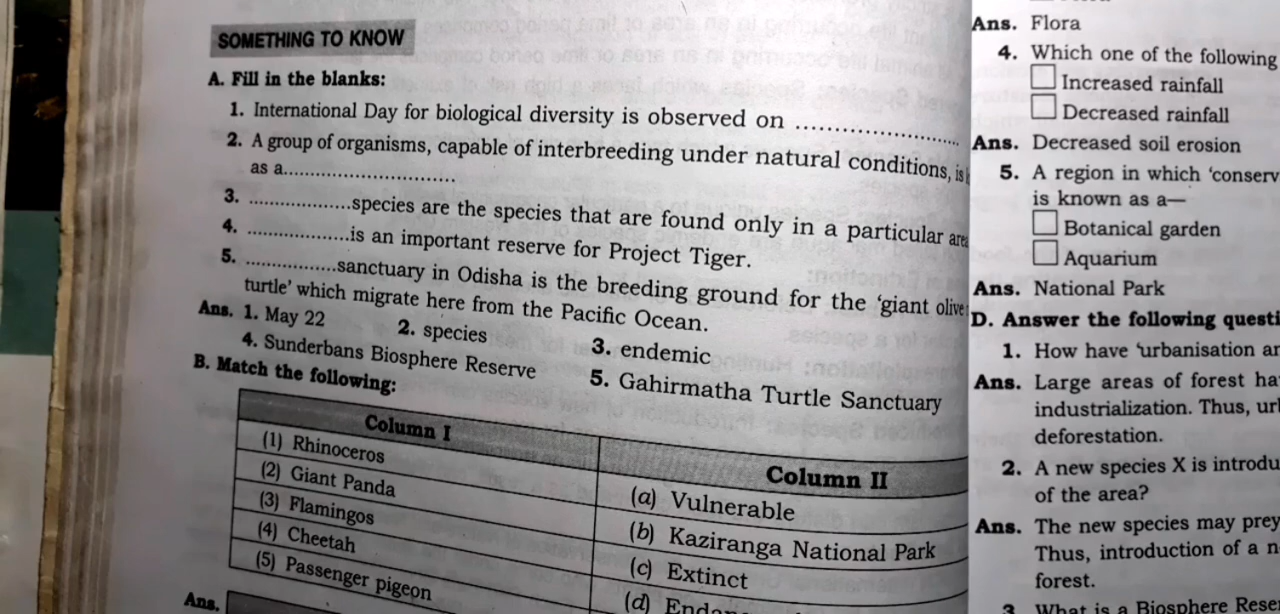 SOMETHING TO KNOW
A. Fill in the blanks:
1. International Day for biological diversity is observed on ....................
2. A group of organisms, capable of interbreeding under natural conditions, is
as a..............................
3. ..................species are the species that are found only in a particular
4. ..................is an important reserve for Project Tiger.
5. ................sanctuary in Odisha is the breeding ground for the 'giant olive
turtle' which migrate here from the Pacific Ocean.
Ans. 1. May 22 2. species 3. endemic
4. Sunderbans Biosphere Reserve 5. Gahirmatha Turtle Sanctuary
B. Match the following:
Column I Column II
(1) Rhinoceros (a) Vulnerable
(2) Giant Panda (b) Kaziranga National Park
(3) Flamingos (c) Extinct
(4) Cheetah (d)
(5) Passenger pigeon
Ans.
Ans. Flora
4. Which one of the following
Increased rainfall
Decreased rainfall
Ans. Decreased soil erosion
5. A region in which 'conserv
is known as a—
Botanical garden
Aquarium
Ans. National Park
D. Answer the following questi
1. How have 'urbanisation an
Ans. Large areas of forest ha
industrialization. Thus, url
deforestation.
2. A new species X is introdu
of the area?
Ans. The new species may prey
Thus, introduction of a n
forest.
3. What is a Biosphere Rese